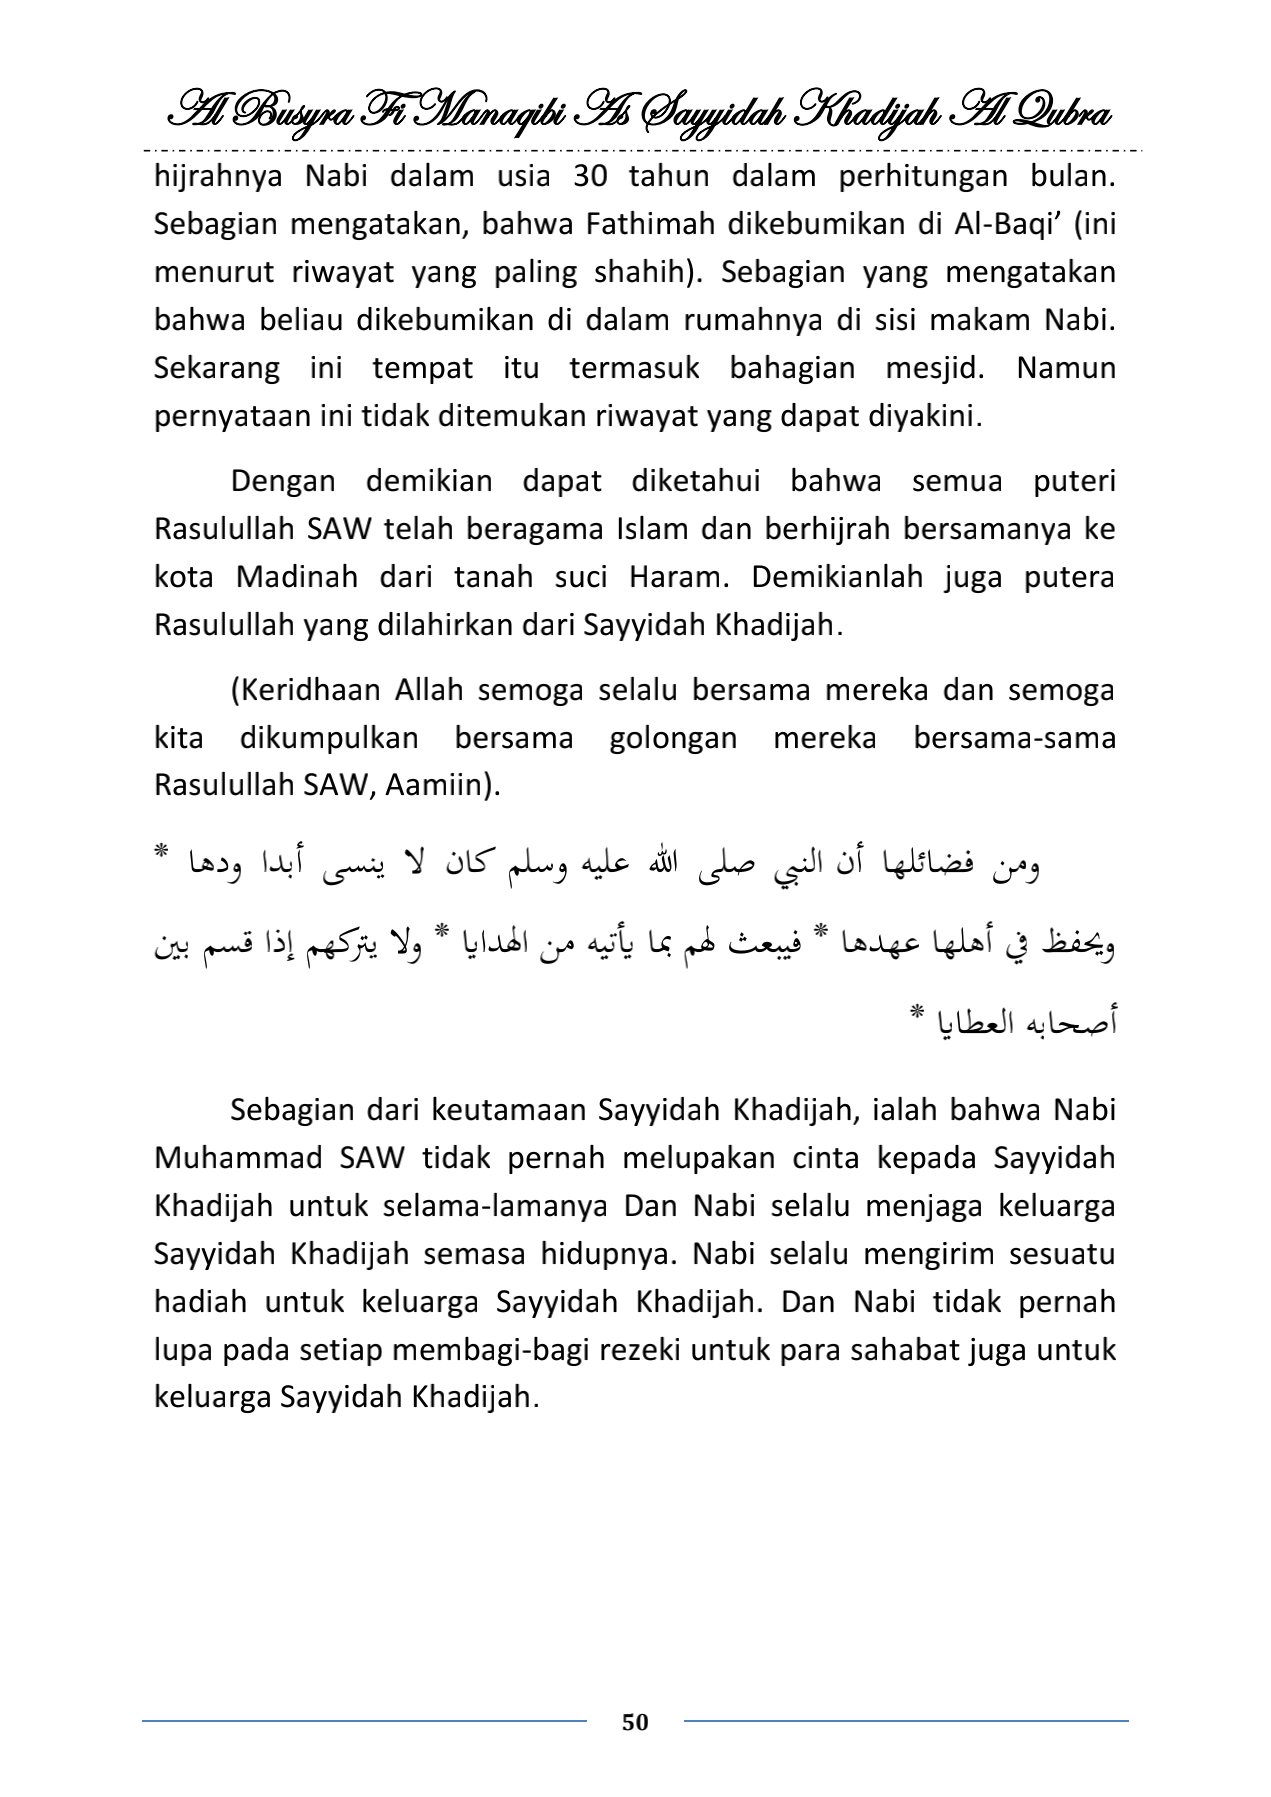 Al Busyra Fi Manaqibi As Sayyidah Khadijah Al Qubra
hijrahnya Nabi dalam usia 30 tahun dalam perhitungan bulan.
Sebagian mengatakan, bahwa Fathimah dikebumikan di Al-Baqi’ (ini
menurut riwayat yang paling shahih). Sebagian yang mengatakan
bahwa beliau dikebumikan di dalam rumahnya di sisi makam Nabi.
Sekarang ini tempat itu termasuk bahagian mesjid. Namun
pernyataan ini tidak ditemukan riwayat yang dapat diyakini.
Dengan demikian dapat diketahui bahwa semua puteri
Rasulullah SAW telah beragama Islam dan berhijrah bersamanya ke
kota Madinah dari tanah suci Haram. Demikianlah juga putera
Rasulullah yang dilahirkan dari Sayyidah Khadijah.
(Keridhaan Allah semoga selalu bersama mereka dan semoga
kita dikumpulkan bersama golongan mereka bersama-sama
Rasulullah SAW, Aamiin).
ومن فضائلها أن النبي صلى الله عليه وسلم كان لا ينسى أبدا ودها *
ويحفظ في أهلها عهدها * فيبعث لهم بما يأتيه من الهدايا * ولا يتركهم إذا قسم بين
أصحابه العطايا *
Sebagian dari keutamaan Sayyidah Khadijah, ialah bahwa Nabi
Muhammad SAW tidak pernah melupakan cinta kepada Sayyidah
Khadijah untuk selama-lamanya Dan Nabi selalu menjaga keluarga
Sayyidah Khadijah semasa hidupnya. Nabi selalu mengirim sesuatu
hadiah untuk keluarga Sayyidah Khadijah. Dan Nabi tidak pernah
lupa pada setiap membagi-bagi rezeki untuk para sahabat juga untuk
keluarga Sayyidah Khadijah.
50